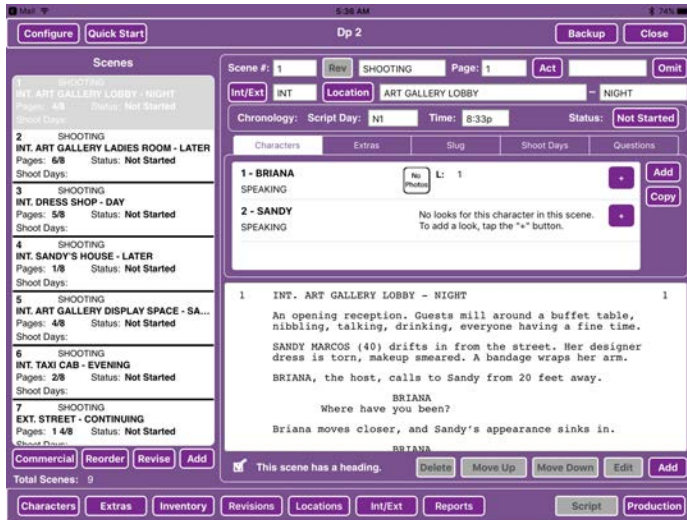 Mail 5:36 AM 74%
Configure Quick Start Dp 2 Backup Close
Scenes
1 SHOOTING
INT. ART GALLERY LOBBY - NIGHT
Pages: 4/8 Status: Not Started
Shoot Days:
2 SHOOTING
INT. ART GALLERY LADIES ROOM - LATER
Pages: 6/8 Status: Not Started
Shoot Days:
3 SHOOTING
INT. DRESS SHOP - DAY
Pages: 5/8 Status: Not Started
Shoot Days:
4 SHOOTING
INT. SANDY'S HOUSE - LATER
Pages: 1/8 Status: Not Started
Shoot Days:
5 SHOOTING
INT. ART GALLERY DISPLAY SPACE - SA...
Pages: 4/8 Status: Not Started
Shoot Days:
6 SHOOTING
INT. TAXI CAB - EVENING
Pages: 2/8 Status: Not Started
Shoot Days:
7 SHOOTING
EXT. STREET - CONTINUING
Pages: 1 4/8 Status: Not Started
Shoot Days:
Commercial Reorder Revise Add
Total Scenes: 9
Scene #: 1 Rev SHOOTING Page: 1 Act Omit
Int/Ext INT Location ART GALLERY LOBBY - NIGHT
Chronology: Script Day: N1 Time: 8:33p Status: Not Started
Characters Extras Slug Shoot Days Questions
1 - BRIANA
SPEAKING
No Photos
L: 1
+
Add
Copy
2 - SANDY
SPEAKING
No looks for this character in this scene.
To add a look, tap the "+" button.
+
1 INT. ART GALLERY LOBBY - NIGHT 1
An opening reception. Guests mill around a buffet table,
nibbling, talking, drinking, everyone having a fine time.
SANDY MARCOS (40) drifts in from the street. Her designer
dress is torn, makeup smeared. A bandage wraps her arm.
BRIANA, the host, calls to Sandy from 20 feet away.
BRIANA
Where have you been?
Briana moves closer, and Sandy's appearance sinks in.
BRIANA
This scene has a heading. Delete Move Up Move Down Edit Add
Characters Extras Inventory Revisions Locations Int/Ext Reports Script Production